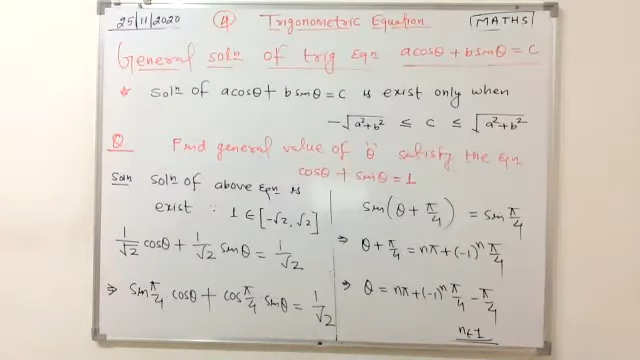 25/11/2020 4 Trigonometric Equation MATHS
General soln of trig Eqn acosθ + bsinθ = c
* Soln of acosθ + bsinθ = c is exist only when
-√a²+b² ≤ c ≤ √a²+b²
Q Find general value of 'θ' satisfy the eqn
cosθ + sinθ = 1
Soln Soln of above Eqn is
exist ∵ 1 ∈ [-√2, √2]
1/√2 cosθ + 1/√2 sinθ = 1/√2
⇒ sin π/4 cosθ + cos π/4 sinθ = 1/√2
sin(θ + π/4) = sin π/4
⇒ θ + π/4 = nπ + (-1)ⁿ π/4
⇒ θ = nπ + (-1)ⁿ π/4 - π/4
n∈I